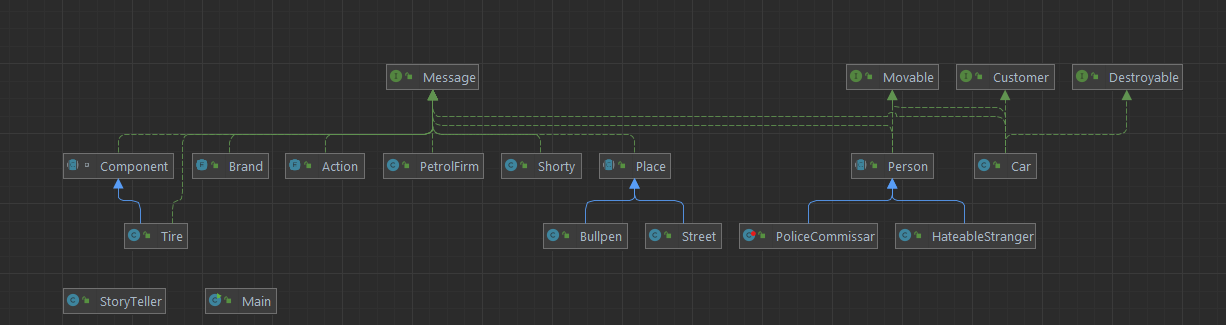 Message Movable Customer Destroyable
Component Brand Action PetrolFirm Shorty Place Person Car
Tire Bullpen Street PoliceCommissar HateableStranger
StoryTeller Main